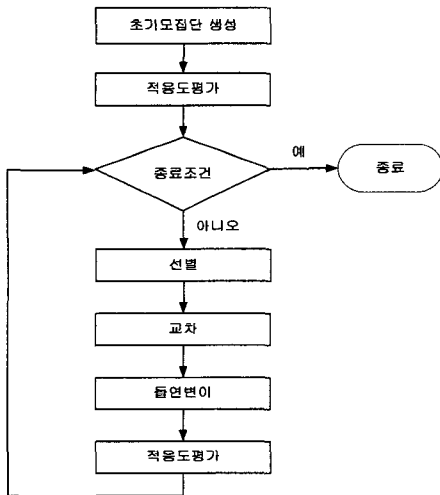 초기모집단 생성
적응도평가
종료조건
예
종료
아니오
선별
교차
돌연변이
적응도평가